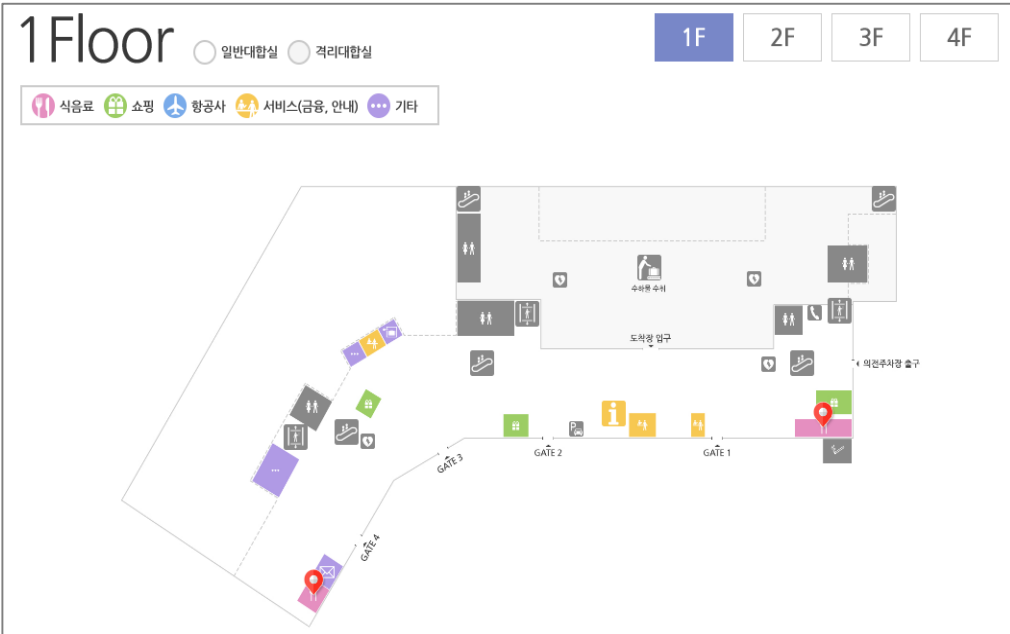 1Floor
일반대합실
격리대합실
1F
2F
3F
4F
식음료
쇼핑
항공사
서비스(금융, 안내)
기타
수하물 수취
도착장 입구
의전주차장 출구
P
i
GATE 3
GATE 2
GATE 1
GATE 4